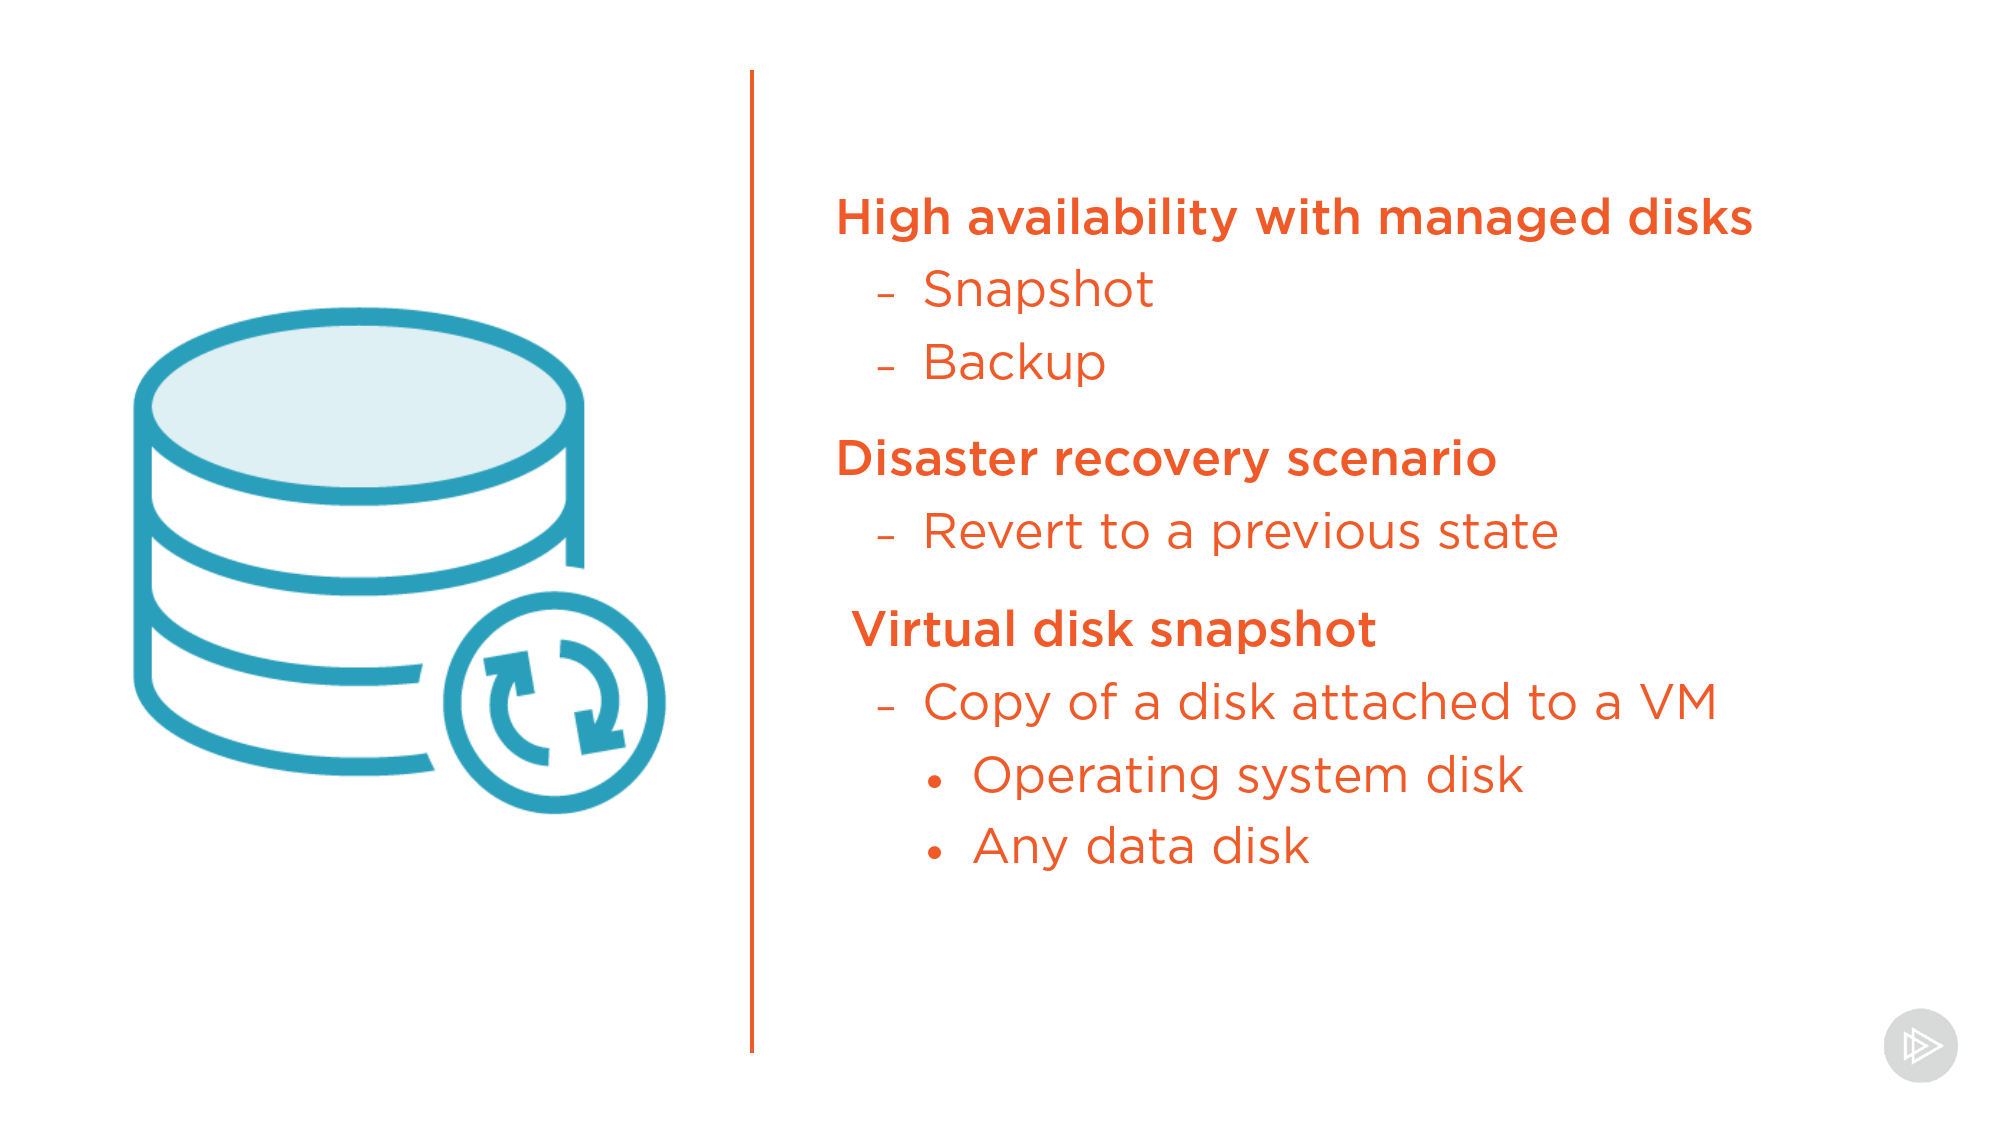 High availability with managed disks
– Snapshot
– Backup
Disaster recovery scenario
– Revert to a previous state
Virtual disk snapshot
– Copy of a disk attached to a VM
• Operating system disk
• Any data disk